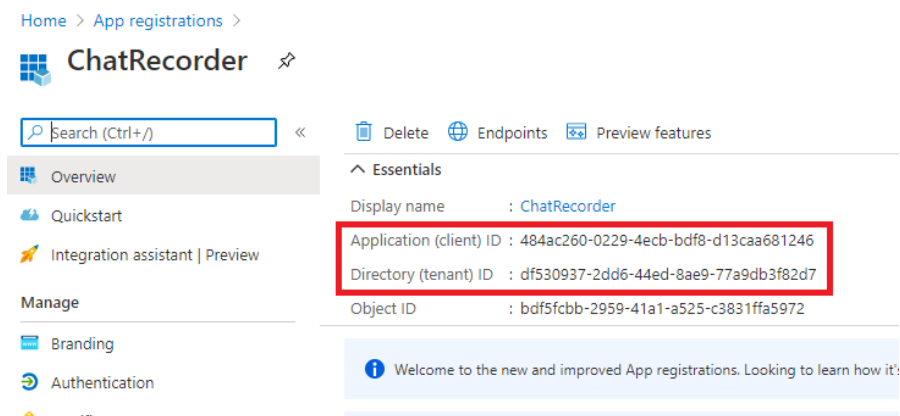 Home > App registrations >
ChatRecorder
Search (Ctrl+/)
«
Delete
Endpoints
Preview features
Overview
Essentials
Quickstart
Display name : ChatRecorder
Integration assistant | Preview
Application (client) ID : 484ac260-0229-4ecb-bdf8-d13caa681246
Directory (tenant) ID : df530937-2dd6-44ed-8ae9-77a9db3f82d7
Manage
Object ID : bdf5fcbb-2959-41a1-a525-c3831ffa5972
Branding
Welcome to the new and improved App registrations. Looking to learn how it's
Authentication